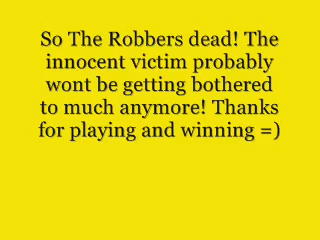 So The Robbers dead! The
innocent victim probably
wont be getting bothered
to much anymore! Thanks
for playing and winning =)